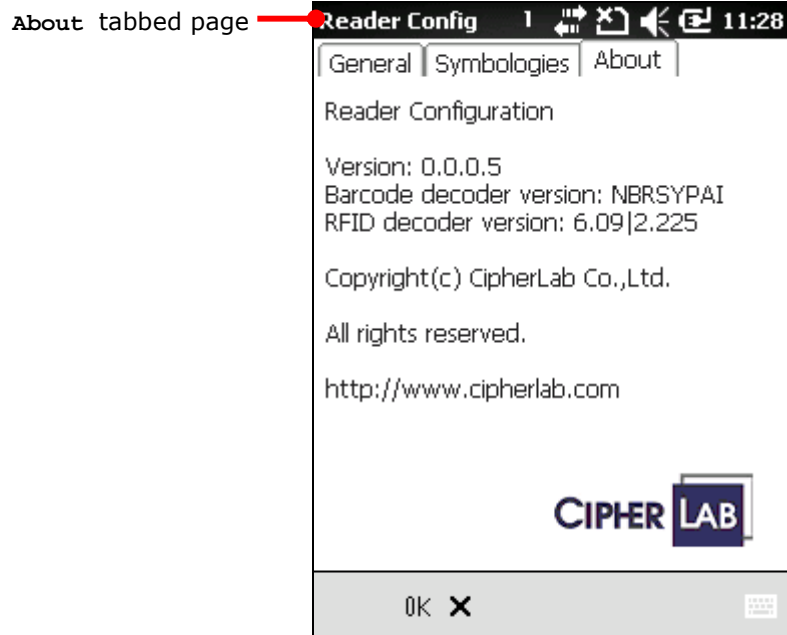 About tabbed page
Reader Config 1 11:28
General Symbologies About
Reader Configuration
Version: 0.0.0.5
Barcode decoder version: NBRSYPAI
RFID decoder version: 6.09|2.225
Copyright(c) CipherLab Co.,Ltd.
All rights reserved.
http://www.cipherlab.com
CIPHER LAB
OK